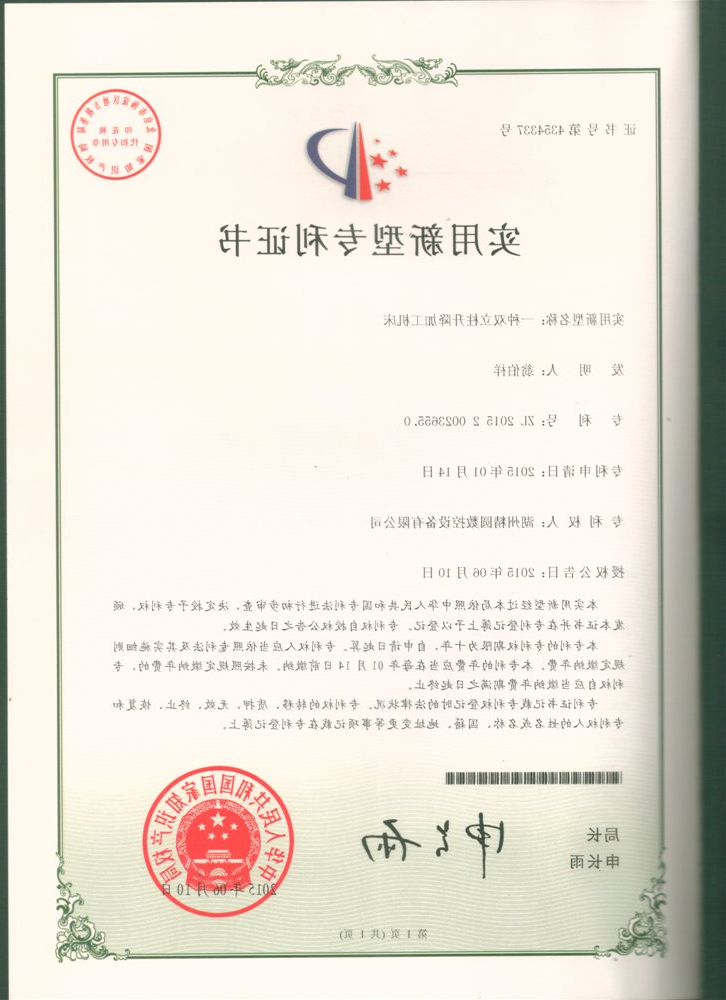 证书号第4354337号
实用新型专利证书
实用新型名称：一种双立柱升降加工机床
发明人：翁伯祥
专利号：ZL 2015 2 0023655.0
专利申请日：2015年01月14日
专利权人：湖州精圆数控设备有限公司
授权公告日：2015年06月10日
本实用新型经过本局依照中华人民共和国专利法进行初步审查，决定授予专利权，颁
发本证书并在专利登记簿上予以登记。专利权自授权公告之日起生效。
本专利的专利权期限为十年，自申请日起算。专利权人应当依照专利法及其实施细则
规定缴纳年费。本专利的年费应当在每年01月14日前缴纳。未按照规定缴纳年费的，专
利权自应当缴纳年费期满之日起终止。
专利证书记载专利权登记时的法律状况。专利权的转移、质押、无效、终止、恢复和
专利权人的姓名或名称、国籍、地址变更等事项记载在专利登记簿上。
局长
申长雨
申长雨
中华人民共和国国家知识产权局
2015年06月10日
第1页（共1页）